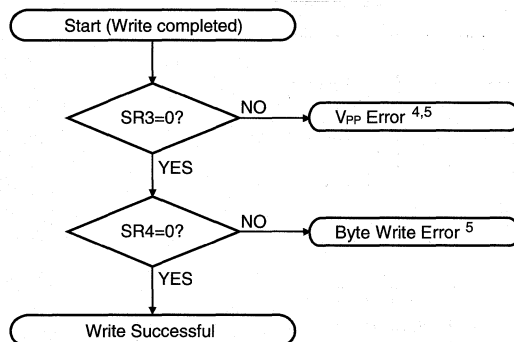 Start (Write completed)
SR3=0?
NO
VPP Error 4,5
YES
SR4=0?
NO
Byte Write Error 5
YES
Write Successful